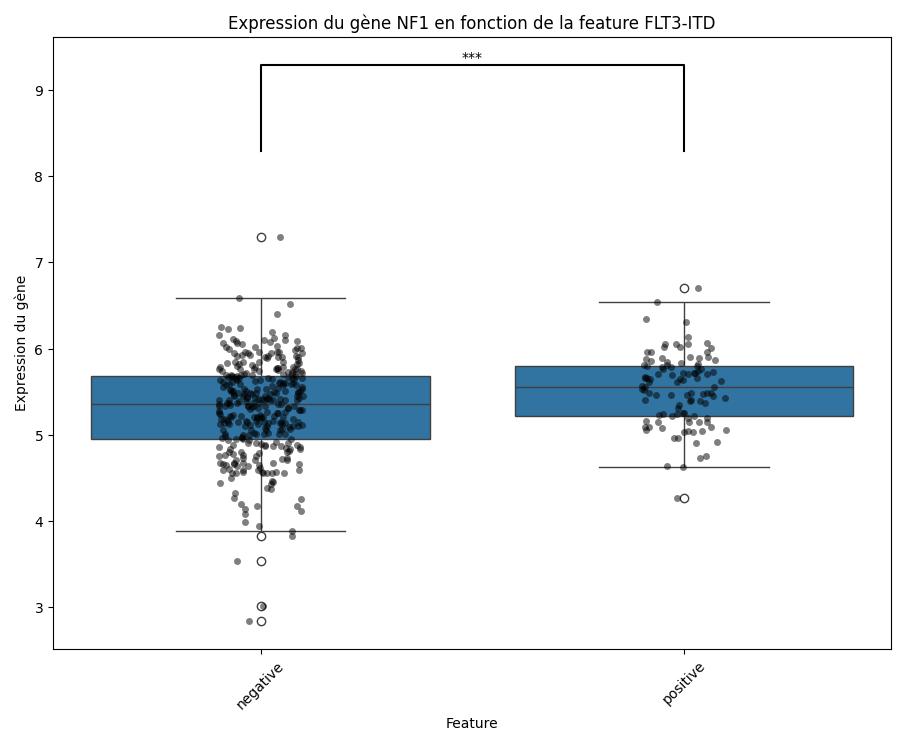 Expression du gène NF1 en fonction de la feature FLT3-ITD
***
9
8
7
6
5
4
3
Expression du gène
negative
positive
Feature